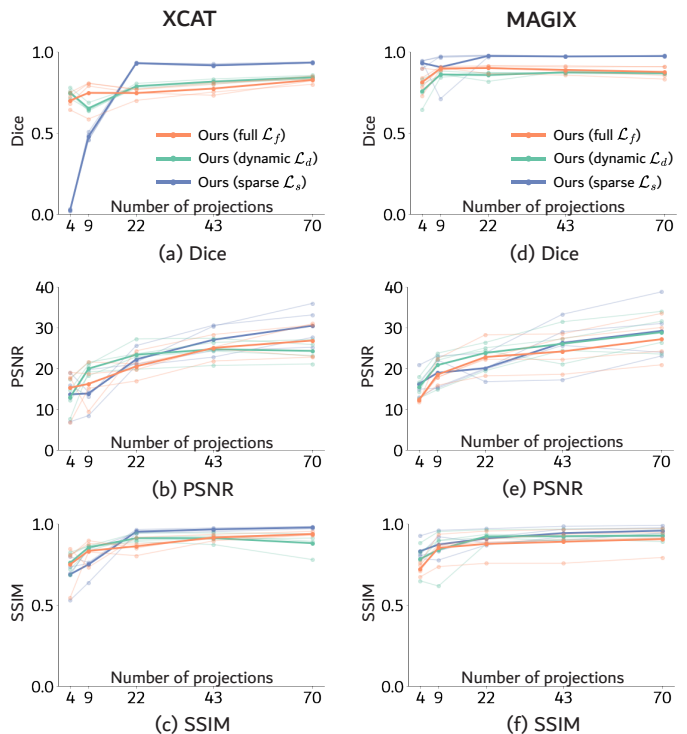 XCAT
MAGIX
1.0
0.5
0.0
Dice
Ours (full ℒf)
Ours (dynamic ℒd)
Ours (sparse ℒs)
Number of projections
4 9 22 43 70
(a) Dice
1.0
0.5
0.0
Dice
Ours (full ℒf)
Ours (dynamic ℒd)
Ours (sparse ℒs)
Number of projections
4 9 22 43 70
(d) Dice
40
30
20
10
0
PSNR
Number of projections
4 9 22 43 70
(b) PSNR
40
30
20
10
0
PSNR
Number of projections
4 9 22 43 70
(e) PSNR
1.0
0.5
0.0
SSIM
Number of projections
4 9 22 43 70
(c) SSIM
1.0
0.5
0.0
SSIM
Number of projections
4 9 22 43 70
(f) SSIM